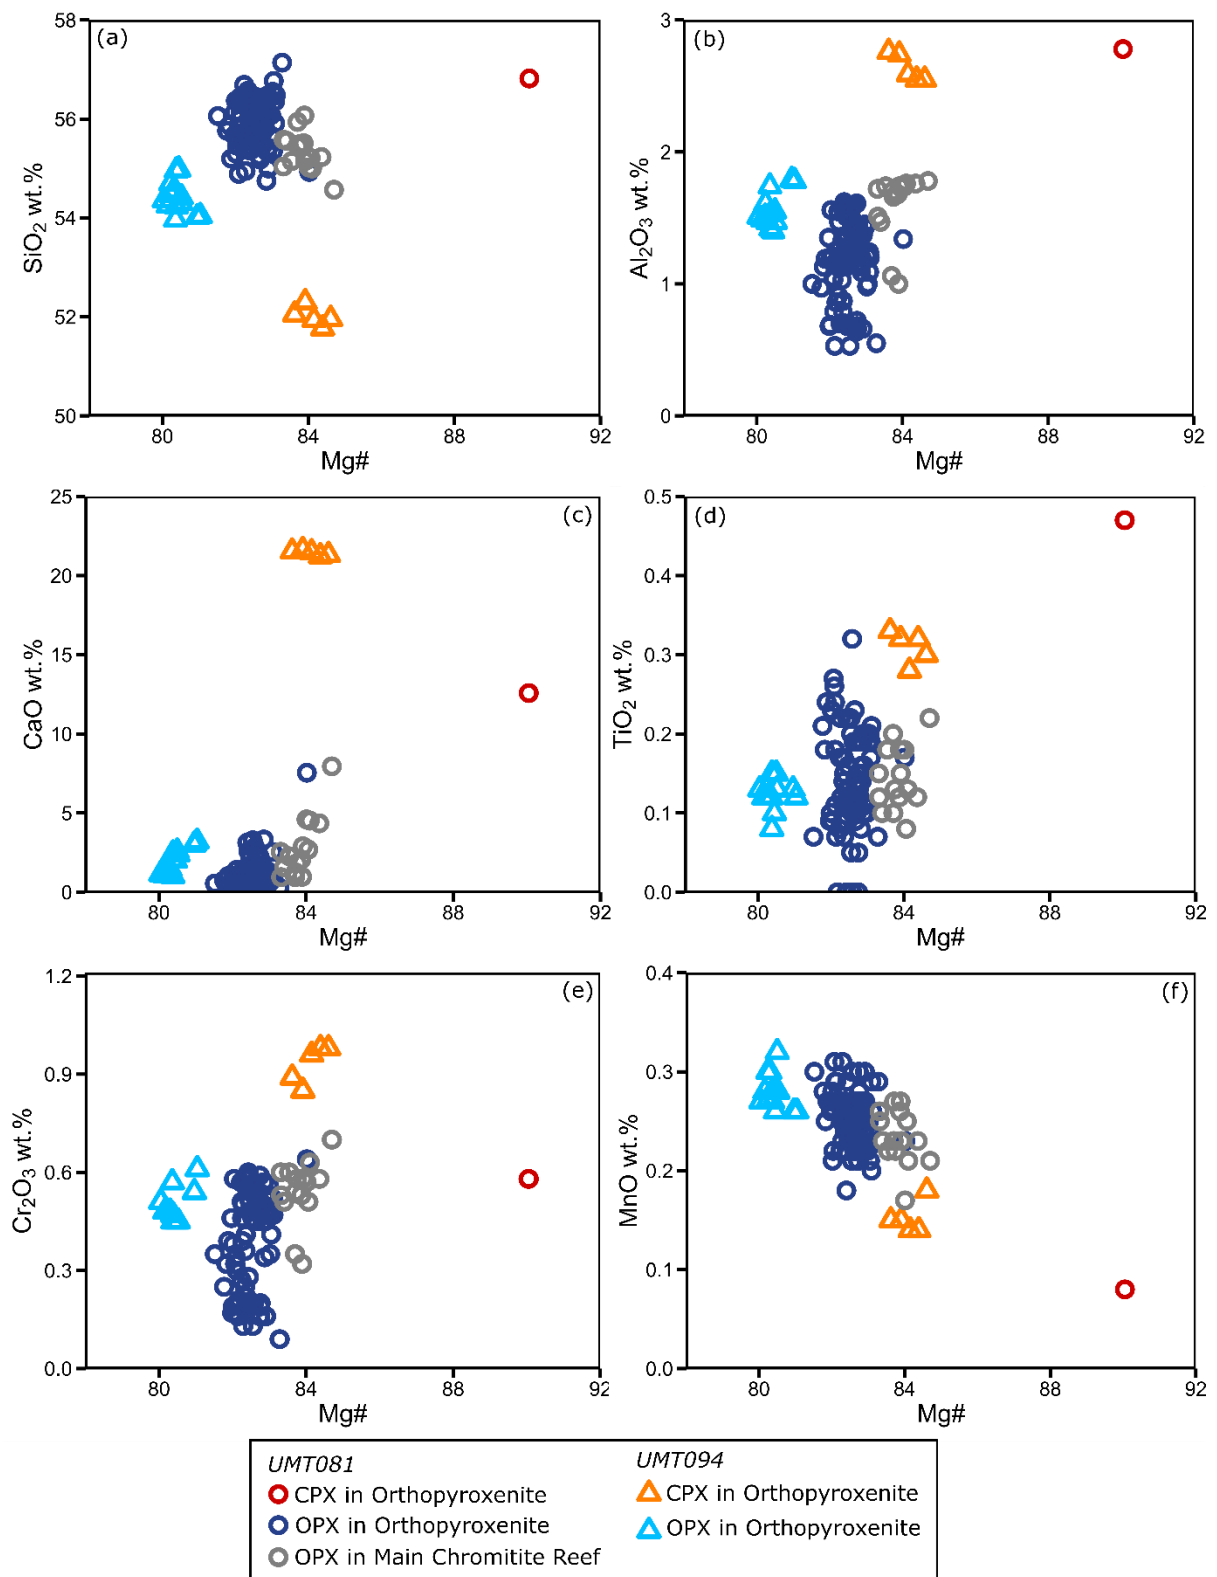 (a)
58
56
54
52
50
SiO₂ wt.%
80 84 88 92
Mg#
(b)
3
2
1
0
Al₂O₃ wt.%
80 84 88 92
Mg#
(c)
25
20
15
10
5
0
CaO wt.%
80 84 88 92
Mg#
(d)
0.5
0.4
0.3
0.2
0.1
0.0
TiO₂ wt.%
80 84 88 92
Mg#
(e)
1.2
0.9
0.6
0.3
0.0
Cr₂O₃ wt.%
80 84 88 92
Mg#
(f)
0.4
0.3
0.2
0.1
0.0
MnO wt.%
80 84 88 92
Mg#
UMT081
CPX in Orthopyroxenite
OPX in Orthopyroxenite
OPX in Main Chromitite Reef
UMT094
CPX in Orthopyroxenite
OPX in Orthopyroxenite